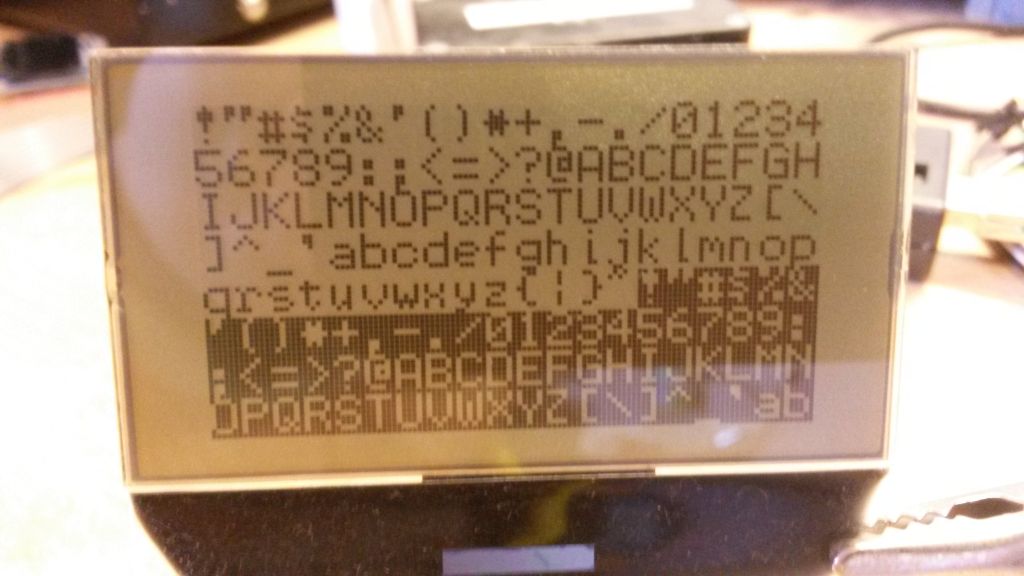 !"#$%&'()*+,-./01234
56789:;<=>?@ABCDEFGH
IJKLMNOPQRSTUVWXYZ[\
]^_`abcdefghijklmnop
qrstuvwxyz{¦}~!"#$%&
'()*+,-./0123456789:
;<=>?@ABCDEFGHIJKLMN
OPQRSTUVWXYZ[\]^_`ab